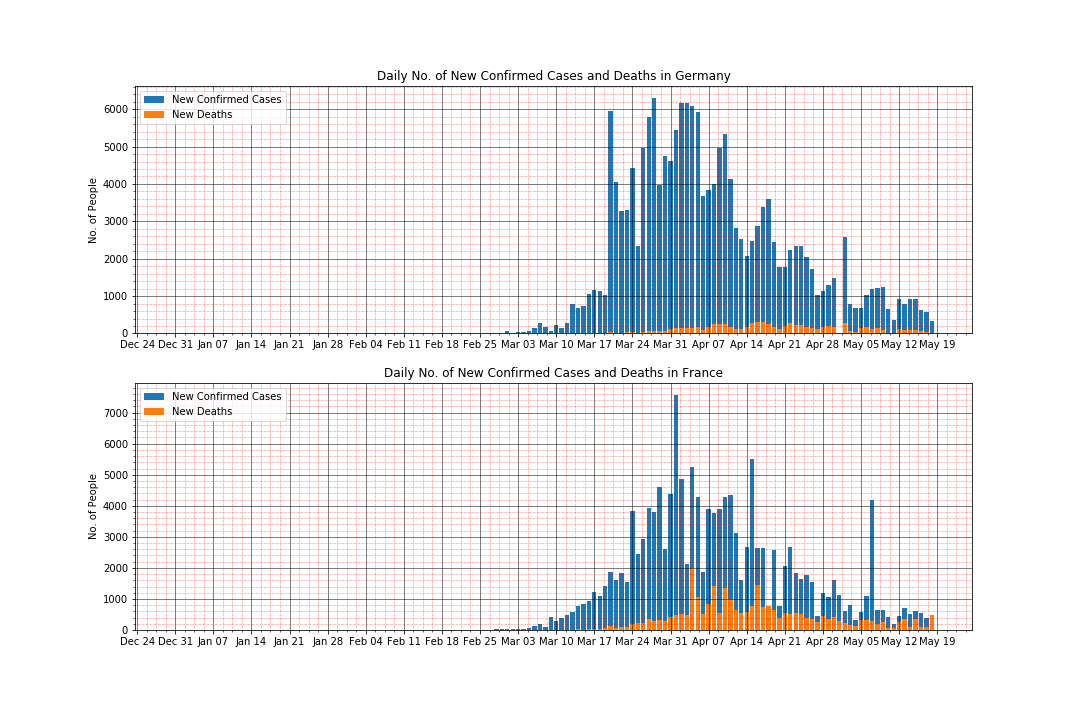 Daily No. of New Confirmed Cases and Deaths in Germany
New Confirmed Cases
New Deaths
No. of People
6000
5000
4000
3000
2000
1000
0
Dec 24 Dec 31 Jan 07 Jan 14 Jan 21 Jan 28 Feb 04 Feb 11 Feb 18 Feb 25 Mar 03 Mar 10 Mar 17 Mar 24 Mar 31 Apr 07 Apr 14 Apr 21 Apr 28 May 05 May 12 May 19
Daily No. of New Confirmed Cases and Deaths in France
New Confirmed Cases
New Deaths
No. of People
7000
6000
5000
4000
3000
2000
1000
0
Dec 24 Dec 31 Jan 07 Jan 14 Jan 21 Jan 28 Feb 04 Feb 11 Feb 18 Feb 25 Mar 03 Mar 10 Mar 17 Mar 24 Mar 31 Apr 07 Apr 14 Apr 21 Apr 28 May 05 May 12 May 19